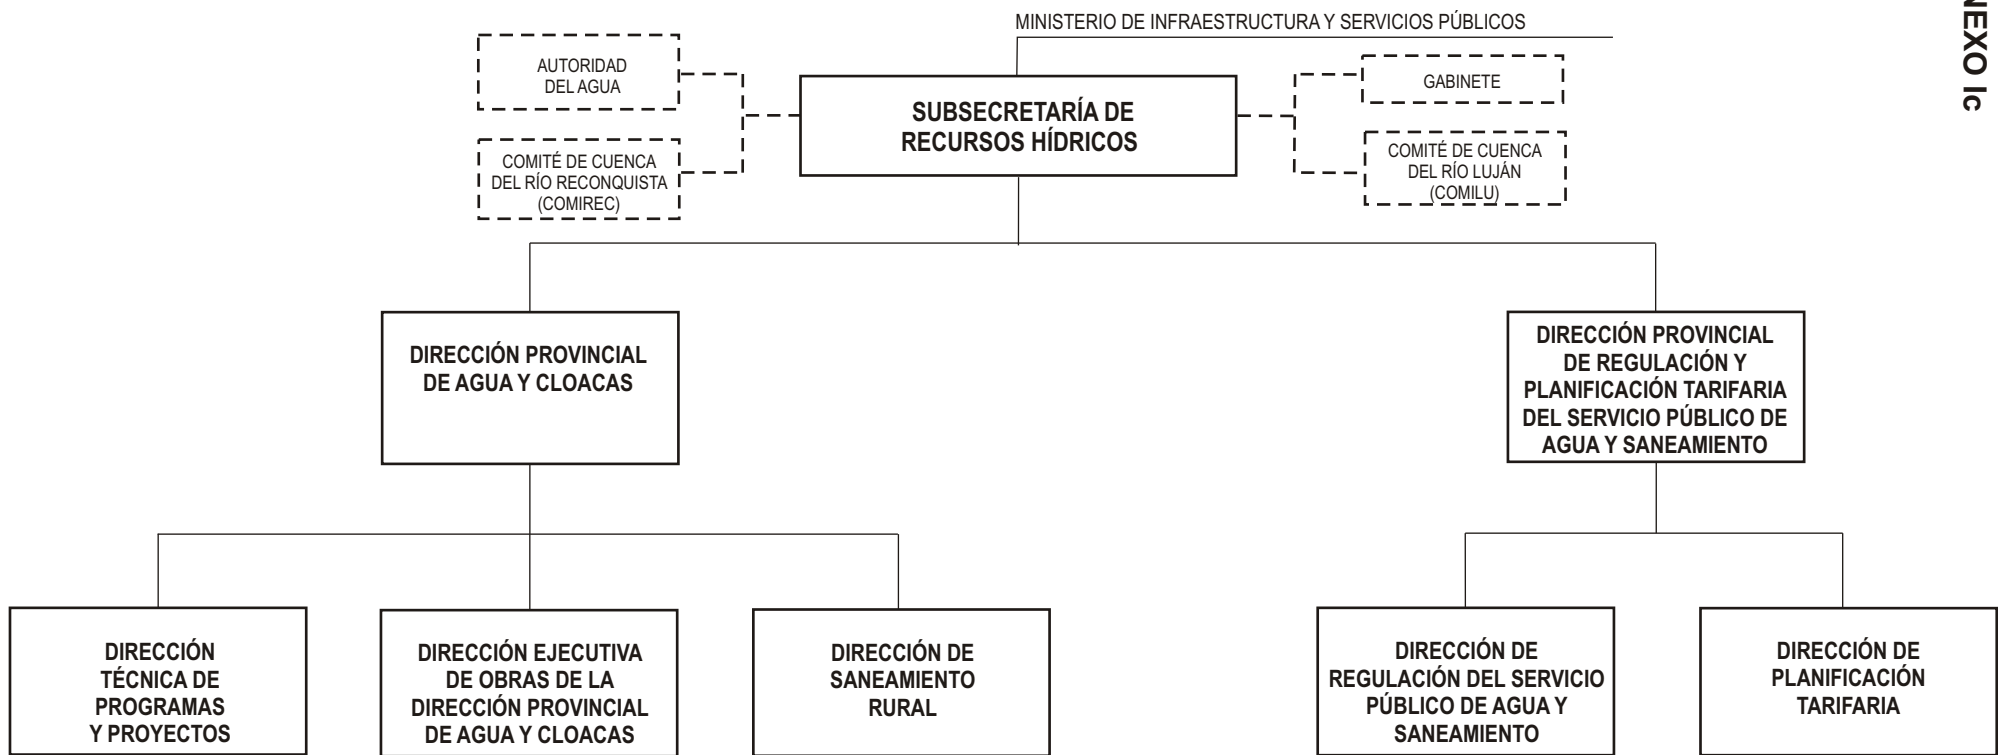 MINISTERIO DE INFRAESTRUCTURA Y SERVICIOS PÚBLICOS
NEXO Ic
AUTORIDAD
DEL AGUA
SUBSECRETARÍA DE
RECURSOS HÍDRICOS
GABINETE
COMITÉ DE CUENCA
DEL RÍO RECONQUISTA
(COMIREC)
COMITÉ DE CUENCA
DEL RÍO LUJÁN
(COMILU)
DIRECCIÓN PROVINCIAL
DE AGUA Y CLOACAS
DIRECCIÓN PROVINCIAL
DE REGULACIÓN Y
PLANIFICACIÓN TARIFARIA
DEL SERVICIO PÚBLICO DE
AGUA Y SANEAMIENTO
DIRECCIÓN
TÉCNICA DE
PROGRAMAS
Y PROYECTOS
DIRECCIÓN EJECUTIVA
DE OBRAS DE LA
DIRECCIÓN PROVINCIAL
DE AGUA Y CLOACAS
DIRECCIÓN DE
SANEAMIENTO
RURAL
DIRECCIÓN DE
REGULACIÓN DEL SERVICIO
PÚBLICO DE AGUA Y
SANEAMIENTO
DIRECCIÓN DE
PLANIFICACIÓN
TARIFARIA